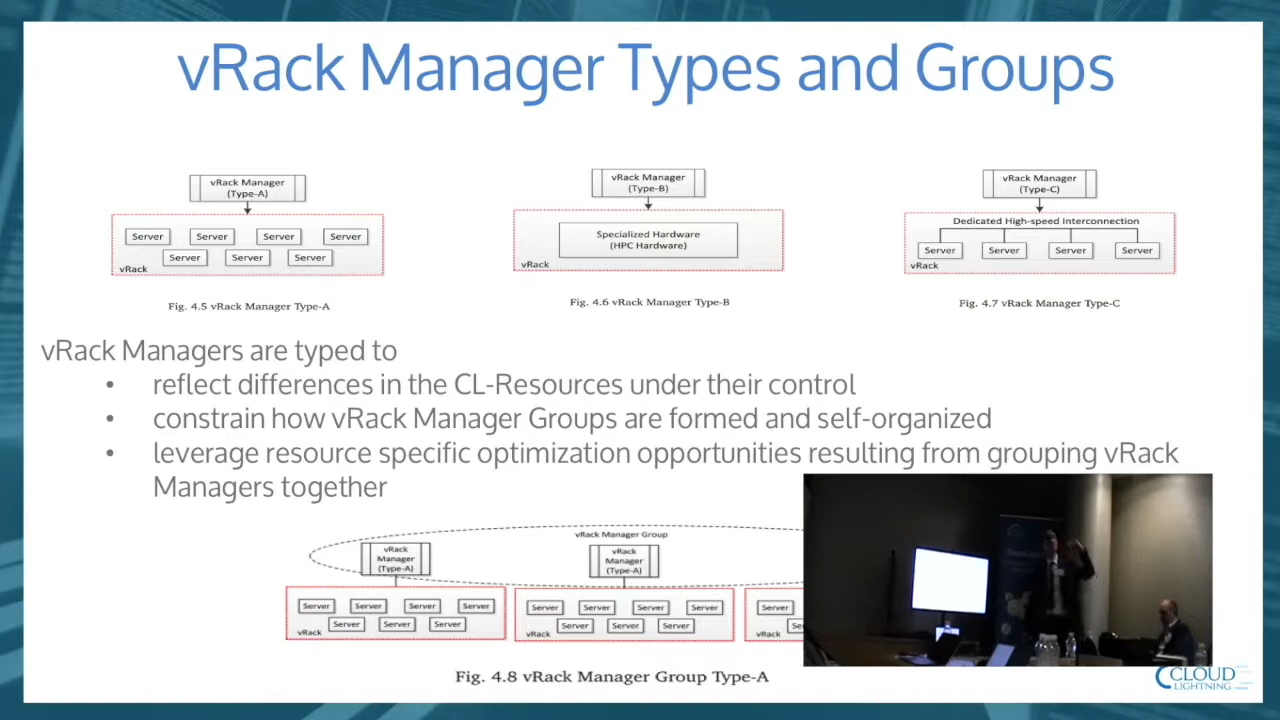 vRack Manager Types and Groups
vRack Manager
(Type-A)
Server Server Server Server
Server Server Server
vRack
Fig. 4.5 vRack Manager Type-A
vRack Manager
(Type-B)
Specialized Hardware
(HPC Hardware)
vRack
Fig. 4.6 vRack Manager Type-B
vRack Manager
(Type-C)
Dedicated High-speed Interconnection
Server Server Server Server
vRack
Fig. 4.7 vRack Manager Type-C
vRack Managers are typed to
• reflect differences in the CL-Resources under their control
• constrain how vRack Manager Groups are formed and self-organized
• leverage resource specific optimization opportunities resulting from grouping vRack
Managers together
vRack Manager Group
vRack
Manager
(Type-A)
Server Server Server Server
Server Server Server
vRack
vRack
Manager
(Type-A)
Server Server Server Server
Server Server Server
vRack
Server
Se
vRack
Fig. 4.8 vRack Manager Group Type-A
CLOUD
LIGHTNING